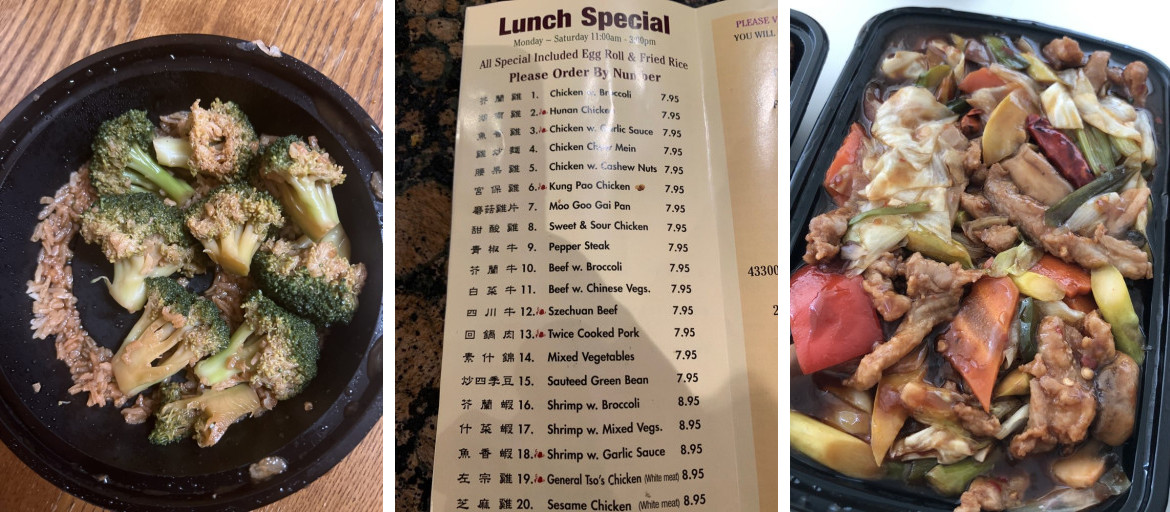 Lunch Special
Monday – Saturday 11:00am - 3:00pm
All Special Included Egg Roll & Fried Rice
Please Order By Number
芥蘭雞 1. Chicken w. Broccoli 7.95
湖南雞 2. Hunan Chicken 7.95
魚香雞 3. Chicken w. Garlic Sauce 7.95
雞炒麵 4. Chicken Chow Mein 7.95
腰果雞 5. Chicken w. Cashew Nuts 7.95
宮保雞 6. Kung Pao Chicken 7.95
蘑菇雞片 7. Moo Goo Gai Pan 7.95
甜酸雞 8. Sweet & Sour Chicken 7.95
青椒牛 9. Pepper Steak 7.95
芥蘭牛 10. Beef w. Broccoli 7.95
白菜牛 11. Beef w. Chinese Vegs. 7.95
四川牛 12. Szechuan Beef 7.95
回鍋肉 13. Twice Cooked Pork 7.95
素什錦 14. Mixed Vegetables 7.95
炒四季豆 15. Sauteed Green Bean 7.95
芥蘭蝦 16. Shrimp w. Broccoli 8.95
什菜蝦 17. Shrimp w. Mixed Vegs. 8.95
魚香蝦 18. Shrimp w. Garlic Sauce 8.95
左宗雞 19. General Tso's Chicken (White meat) 8.95
芝麻雞 20. Sesame Chicken (White meat) 8.95
PLEASE
YOU WILL
43300
2